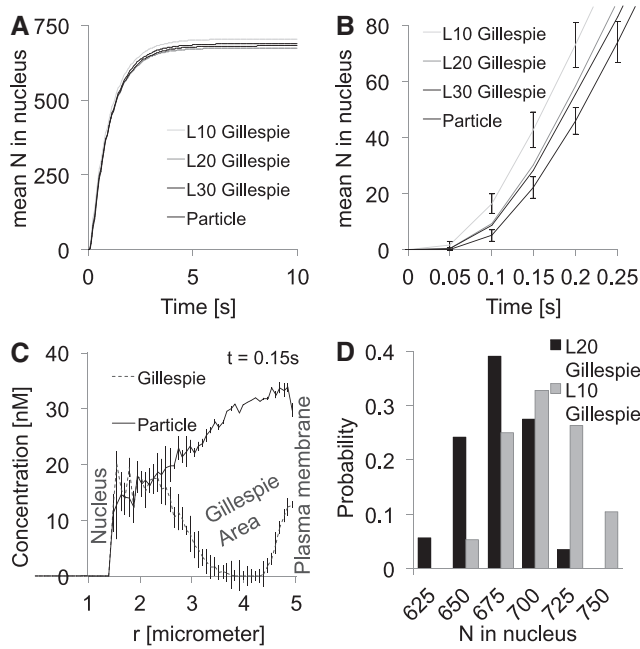 A
mean N in nucleus
750
500
250
0
L10 Gillespie
L20 Gillespie
L30 Gillespie
Particle
0
5
10
Time [s]
B
mean N in nucleus
80
60
40
20
0
L10 Gillespie
L20 Gillespie
L30 Gillespie
Particle
0
0.05
0.1
0.15
0.2
0.25
Time [s]
C
t = 0.15s
Concentration [nM]
40
30
20
10
0
Gillespie
Particle
Nucleus
Gillespie
Area
Plasma membrane
1
2
3
4
5
r [micrometer]
D
Probability
0.4
0.3
0.2
0.1
0
L20
Gillespie
L10
Gillespie
625
650
675
700
725
750
N in nucleus